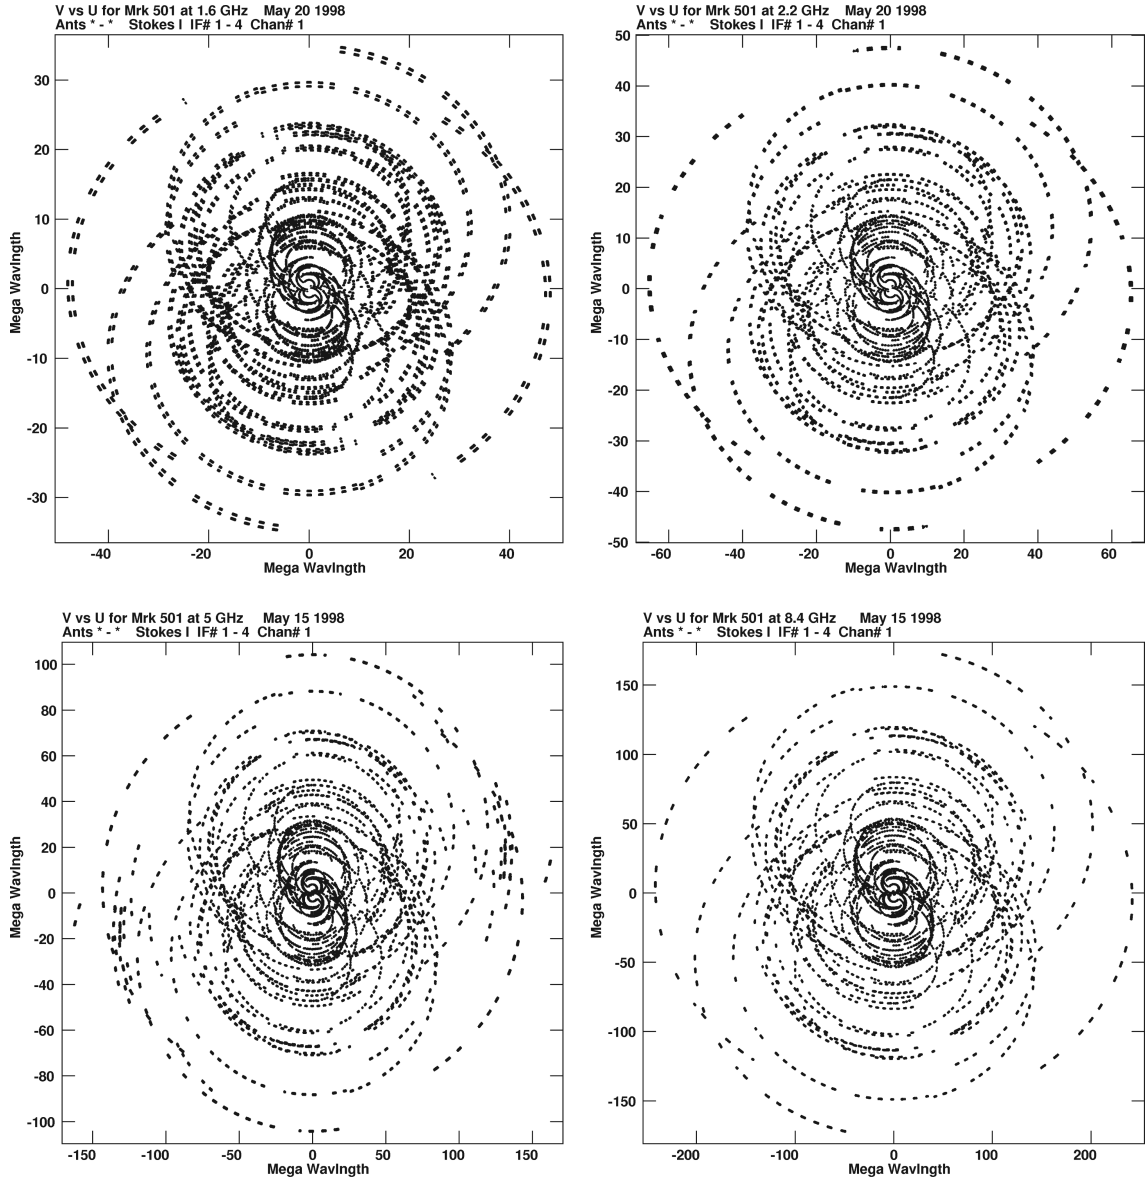 V vs U for Mrk 501 at 1.6 GHz May 20 1998
Ants * - * Stokes I IF# 1 - 4 Chan# 1
30
20
10
0
-10
-20
-30
Mega Wavlngth
-40 -20 0 20 40
Mega Wavlngth
V vs U for Mrk 501 at 2.2 GHz May 20 1998
Ants * - * Stokes I IF# 1 - 4 Chan# 1
50
40
30
20
10
0
-10
-20
-30
-40
-50
Mega Wavlngth
-60 -40 -20 0 20 40 60
Mega Wavlngth
V vs U for Mrk 501 at 5 GHz May 15 1998
Ants * - * Stokes I IF# 1 - 4 Chan# 1
100
80
60
40
20
0
-20
-40
-60
-80
-100
Mega Wavlngth
-150 -100 -50 0 50 100 150
Mega Wavlngth
V vs U for Mrk 501 at 8.4 GHz May 15 1998
Ants * - * Stokes I IF# 1 - 4 Chan# 1
150
100
50
0
-50
-100
-150
Mega Wavlngth
-200 -100 0 100 200
Mega Wavlngth